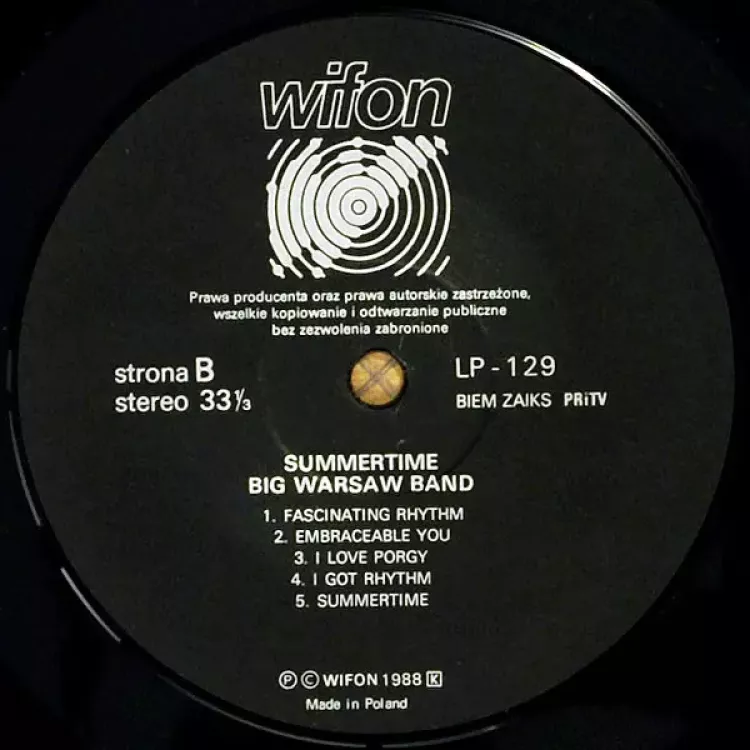 wifon
Prawa producenta oraz prawa autorskie zastrzeżone,
wszelkie kopiowanie i odtwarzanie publiczne
bez zezwolenia zabronione
strona B
LP - 129
stereo 33⅓
BIEM ZAIKS PRiTV
SUMMERTIME
BIG WARSAW BAND
1. FASCINATING RHYTHM
2. EMBRACEABLE YOU
3. I LOVE PORGY
4. I GOT RHYTHM
5. SUMMERTIME
Ⓟ Ⓒ WIFON 1988 K
Made in Poland